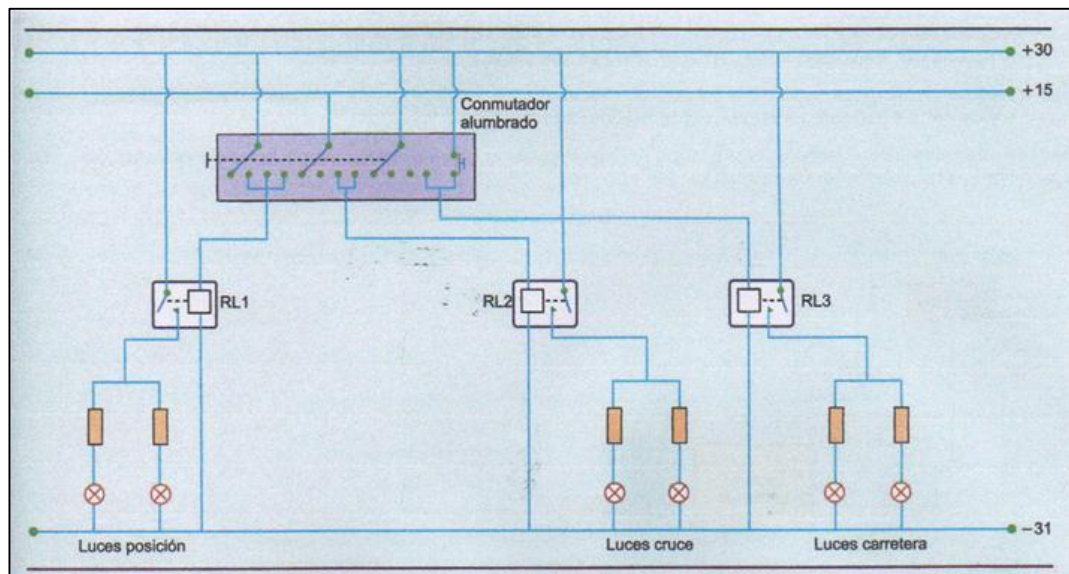 +30
+15
Conmutador
alumbrado
RL1
RL2
RL3
–31
Luces posición
Luces cruce
Luces carretera